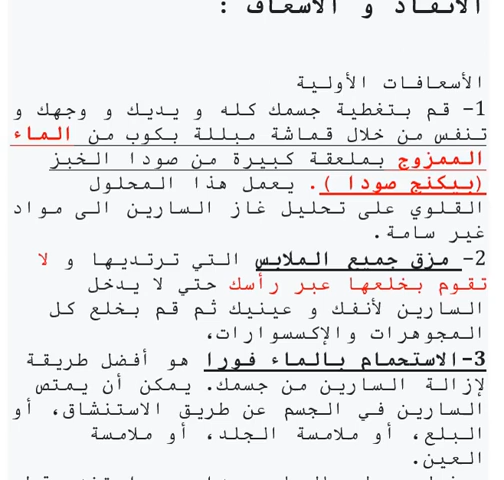 الانقاذ و الاسعاف :
الأسعافات الأولية
1- قم بتغطية جسمك كله و يديك و وجهك و
تنفس من خلال قماشة مبللة بكوب من الماء
الممزوج بملعقة كبيرة من صودا الخبز
(بيكنج صودا ). يعمل هذا المحلول
القلوي على تحليل غاز السارين الى مواد
غير سامة.
2- مزق جميع الملابس التي ترتديها و لا
تقوم بخلعها عبر رأسك حتي لا يدخل
السارين لأنفك و عينيك ثم قم بخلع كل
المجوهرات والإكسسوارات،
3-الاستحمام بالماء فورا هو أفضل طريقة
لإزالة السارين من جسمك. يمكن أن يمتص
السارين في الجسم عن طريق الاستنشاق، أو
البلع، أو ملامسة الجلد، أو ملامسة
العين.